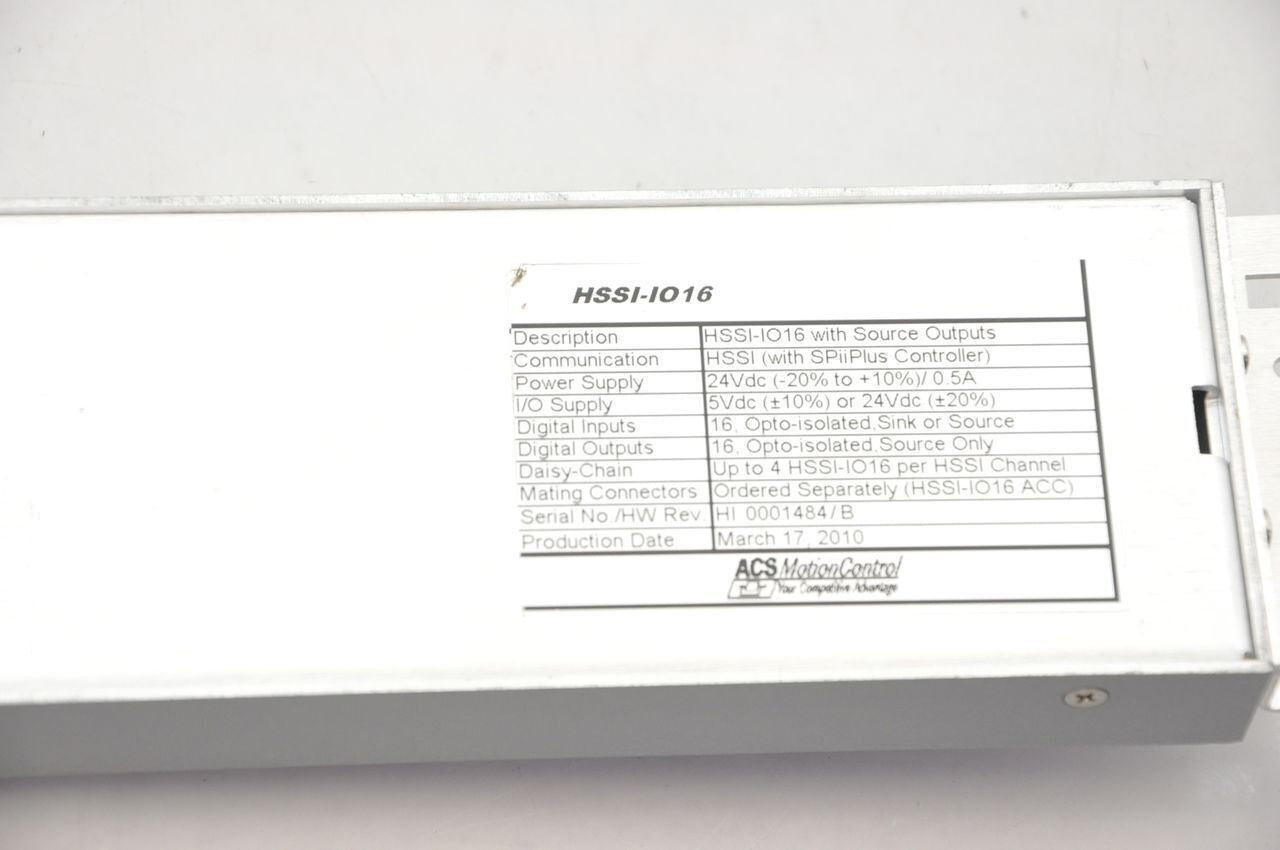 HSSI-IO16
Description HSSI-IO16 with Source Outputs
Communication HSSI (with SPiiPlus Controller)
Power Supply 24Vdc (-20% to +10%)/ 0.5A
I/O Supply 5Vdc (±10%) or 24Vdc (±20%)
Digital Inputs 16, Opto-isolated,Sink or Source
Digital Outputs 16, Opto-isolated,Source Only
Daisy-Chain Up to 4 HSSI-IO16 per HSSI Channel
Mating Connectors Ordered Separately (HSSI-IO16 ACC)
Serial No./HW Rev. HI 0001484/B
Production Date March 17, 2010
ACS MotionControl
Your Competitive Advantage